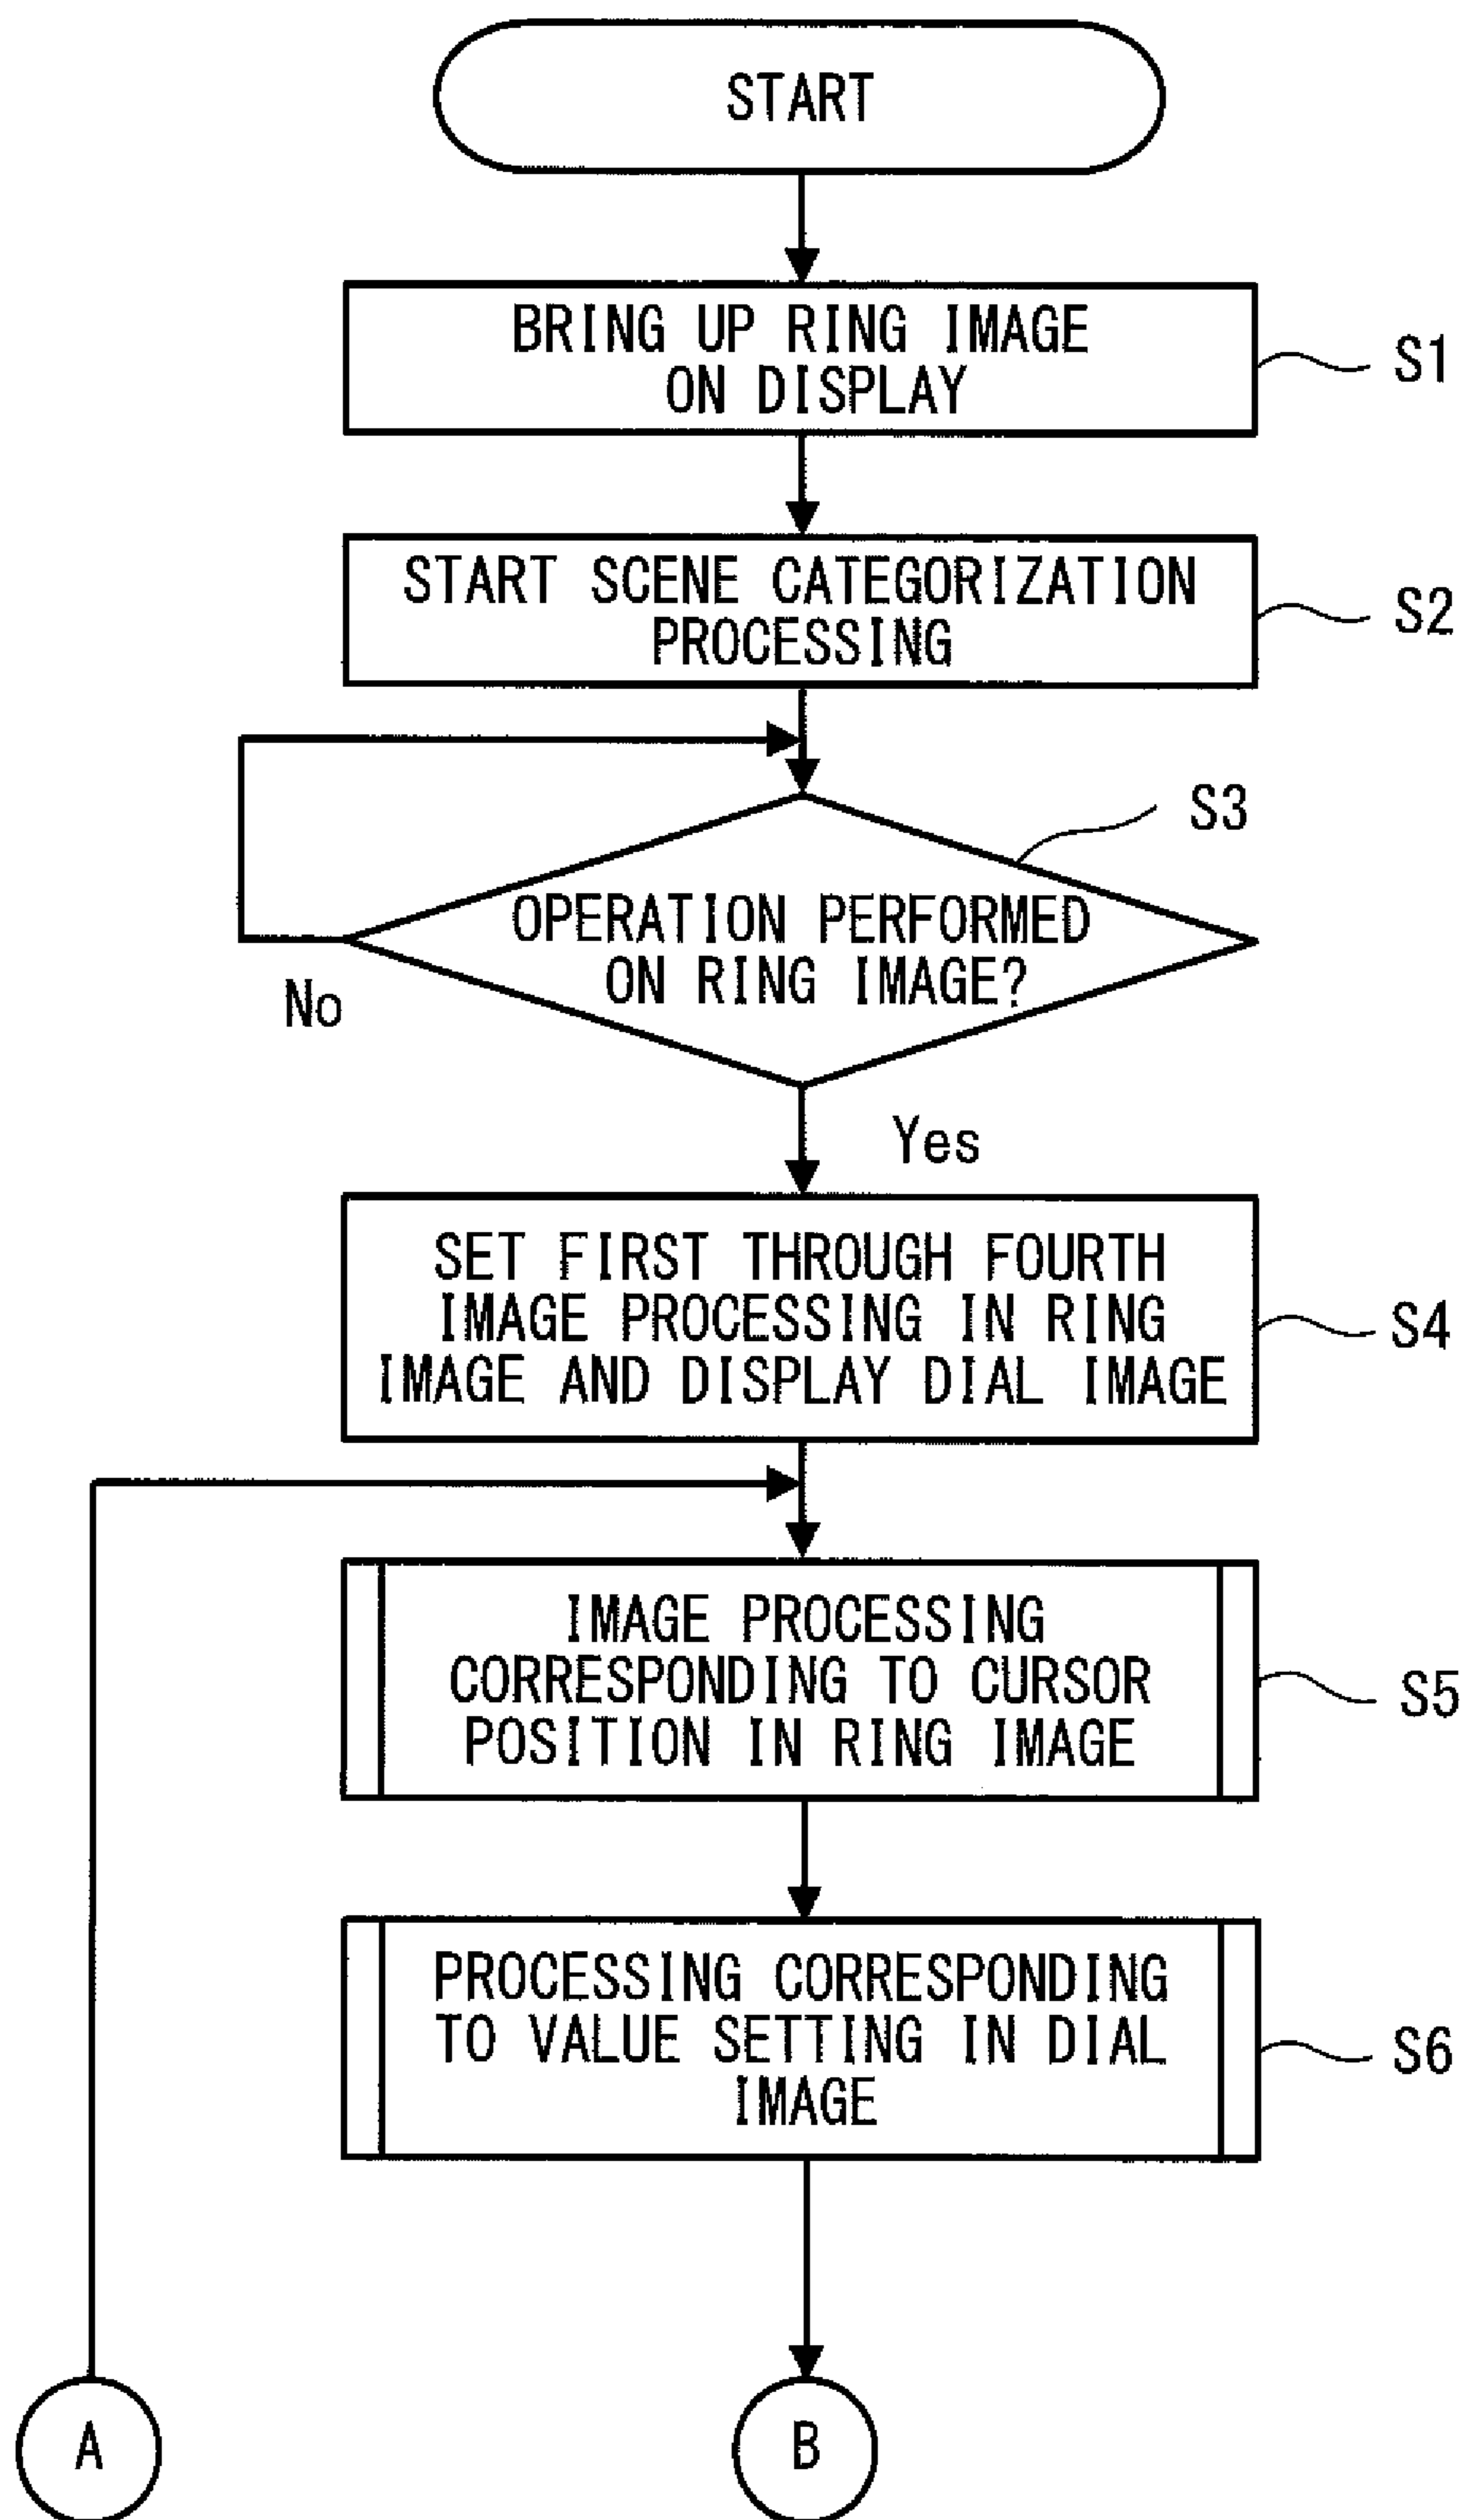 START
BRING UP RING IMAGE
ON DISPLAY
S1
START SCENE CATEGORIZATION
PROCESSING
S2
S3
OPERATION PERFORMED
ON RING IMAGE?
No
Yes
SET FIRST THROUGH FOURTH
IMAGE PROCESSING IN RING
IMAGE AND DISPLAY DIAL IMAGE
S4
IMAGE PROCESSING
CORRESPONDING TO CURSOR
POSITION IN RING IMAGE
S5
PROCESSING CORRESPONDING
TO VALUE SETTING IN DIAL
IMAGE
S6
A
B